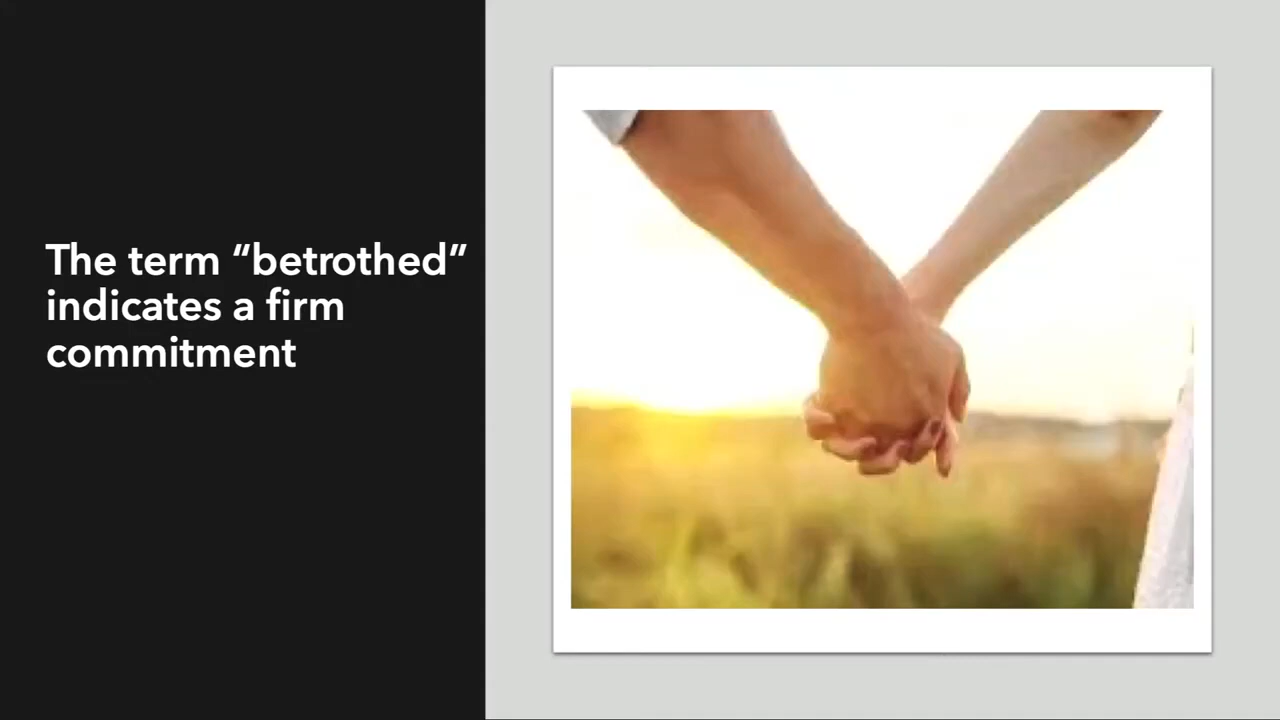 The term “betrothed”
indicates a firm
commitment